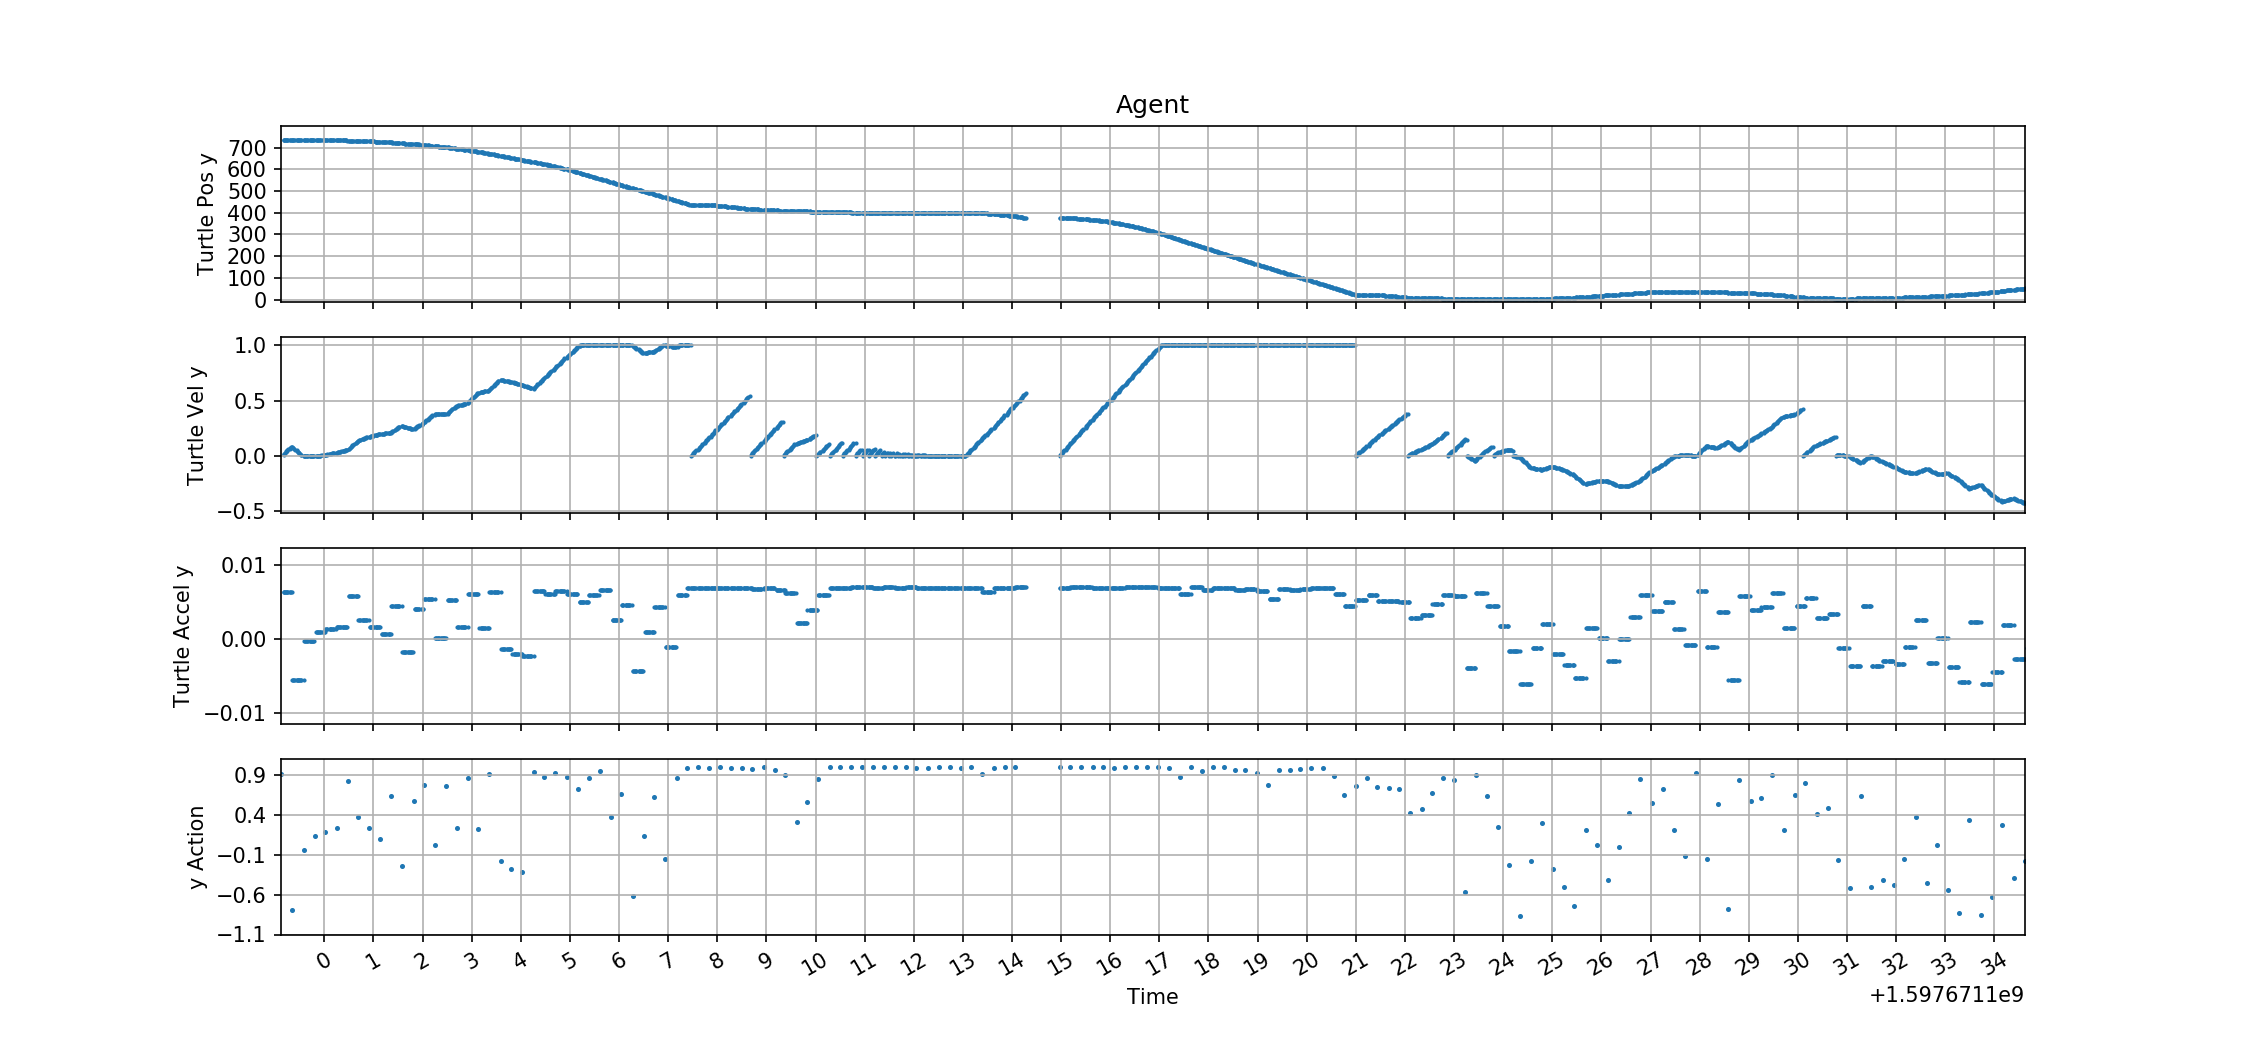 Agent
Turtle Pos y
700
600
500
400
300
200
100
0
Turtle Vel y
1.0
0.5
0.0
−0.5
Turtle Accel y
0.01
0.00
−0.01
y Action
0.9
0.4
−0.1
−0.6
−1.1
0 1 2 3 4 5 6 7 8 9 10 11 12 13 14 15 16 17 18 19 20 21 22 23 24 25 26 27 28 29 30 31 32 33 34
Time
+1.5976711e9